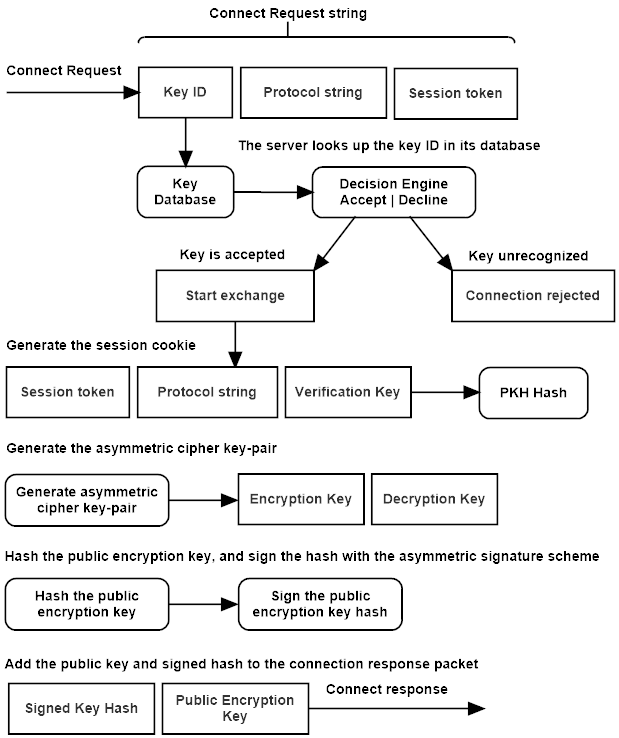 Connect Request string
Connect Request
Key ID
Protocol string
Session token
The server looks up the key ID in its database
Key
Database
Decision Engine
Accept | Decline
Key is accepted
Key unrecognized
Start exchange
Connection rejected
Generate the session cookie
Session token
Protocol string
Verification Key
PKH Hash
Generate the asymmetric cipher key-pair
Generate asymmetric
cipher key-pair
Encryption Key
Decryption Key
Hash the public encryption key, and sign the hash with the asymmetric signature scheme
Hash the public
encryption key
Sign the public
encryption key hash
Add the public key and signed hash to the connection response packet
Signed Key Hash
Public Encryption
Key
Connect response